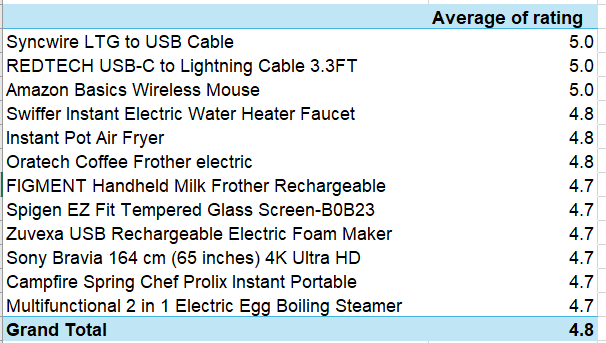 Average of rating
Syncwire LTG to USB Cable 5.0
REDTECH USB-C to Lightning Cable 3.3FT 5.0
Amazon Basics Wireless Mouse 5.0
Swiffer Instant Electric Water Heater Faucet 4.8
Instant Pot Air Fryer 4.8
Oratech Coffee Frother electric 4.8
FIGMENT Handheld Milk Frother Rechargeable 4.7
Spigen EZ Fit Tempered Glass Screen-B0B23 4.7
Zuvexa USB Rechargeable Electric Foam Maker 4.7
Sony Bravia 164 cm (65 inches) 4K Ultra HD 4.7
Campfire Spring Chef Prolix Instant Portable 4.7
Multifunctional 2 in 1 Electric Egg Boiling Steamer 4.7
Grand Total 4.8